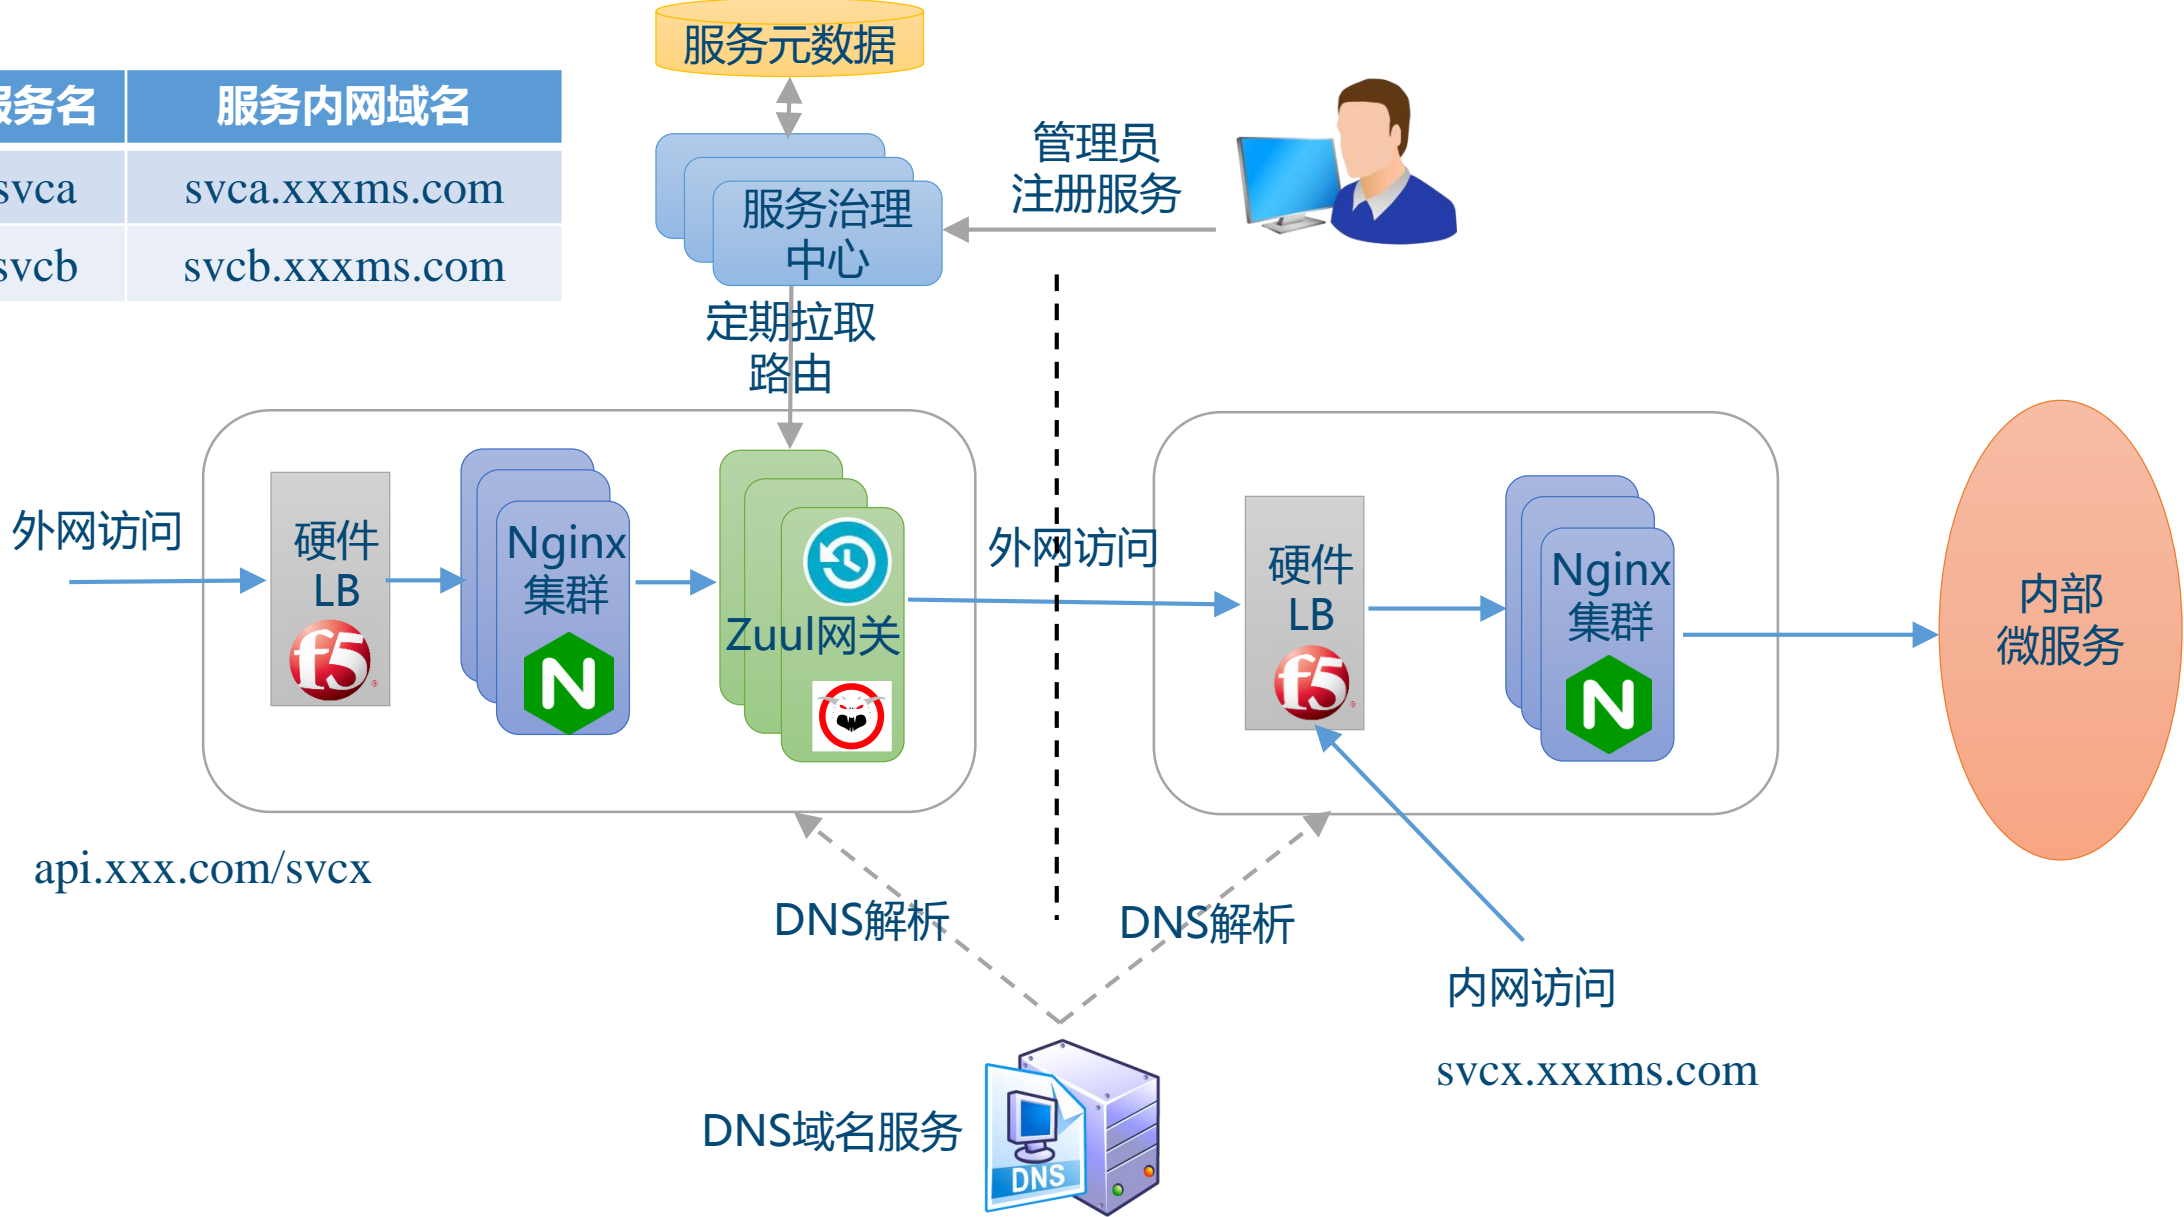 服务元数据
服务名
服务内网域名
svca
svca.xxxms.com
svcb
svcb.xxxms.com
服务治理
中心
管理员
注册服务
定期拉取
路由
外网访问
硬件
LB
f5
Nginx
集群
N
Zuul网关
外网访问
硬件
LB
f5
Nginx
集群
N
内部
微服务
api.xxx.com/svcx
DNS解析
DNS解析
内网访问
svcx.xxxms.com
DNS域名服务
DNS